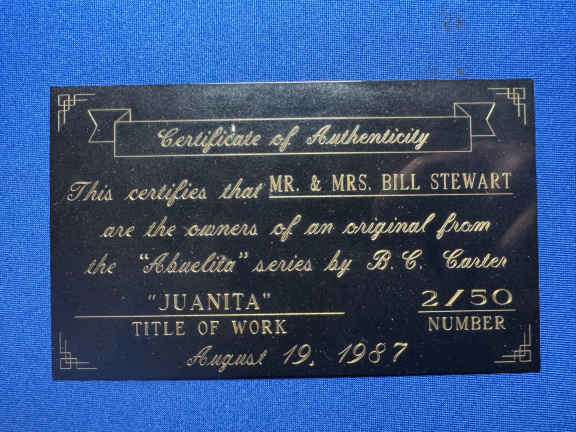 Certificate of Authenticity
This certifies that MR. & MRS. BILL STEWART
are the owners of an original from
the "Abuelita" series by B.C. Carter
"JUANITA" 2/50
TITLE OF WORK NUMBER
August 19, 1987